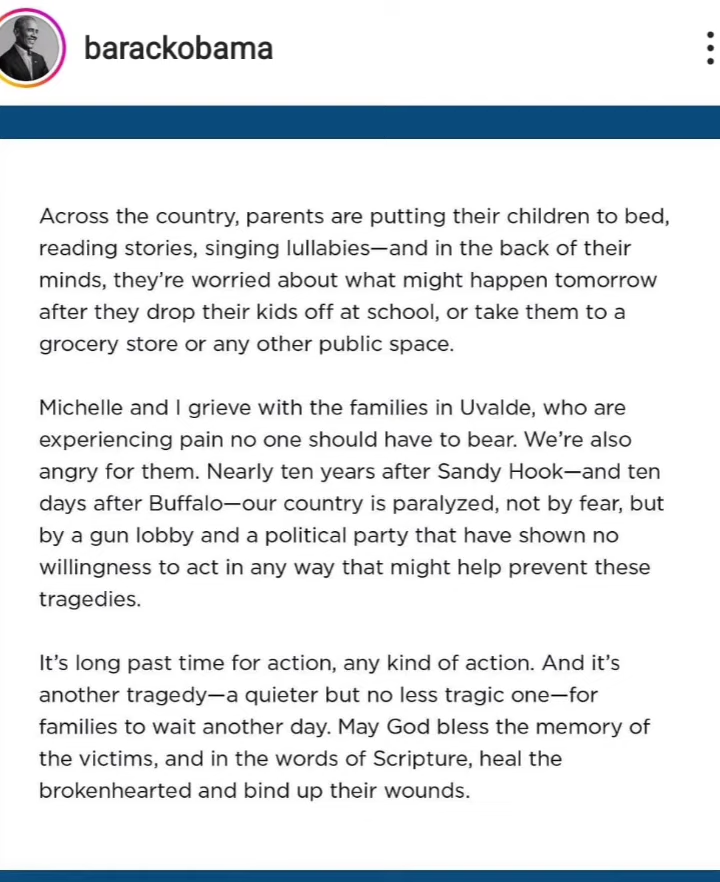 barackobama
Across the country, parents are putting their children to bed,
reading stories, singing lullabies—and in the back of their
minds, they're worried about what might happen tomorrow
after they drop their kids off at school, or take them to a
grocery store or any other public space.
Michelle and I grieve with the families in Uvalde, who are
experiencing pain no one should have to bear. We're also
angry for them. Nearly ten years after Sandy Hook—and ten
days after Buffalo—our country is paralyzed, not by fear, but
by a gun lobby and a political party that have shown no
willingness to act in any way that might help prevent these
tragedies.
It's long past time for action, any kind of action. And it's
another tragedy—a quieter but no less tragic one—for
families to wait another day. May God bless the memory of
the victims, and in the words of Scripture, heal the
brokenhearted and bind up their wounds.